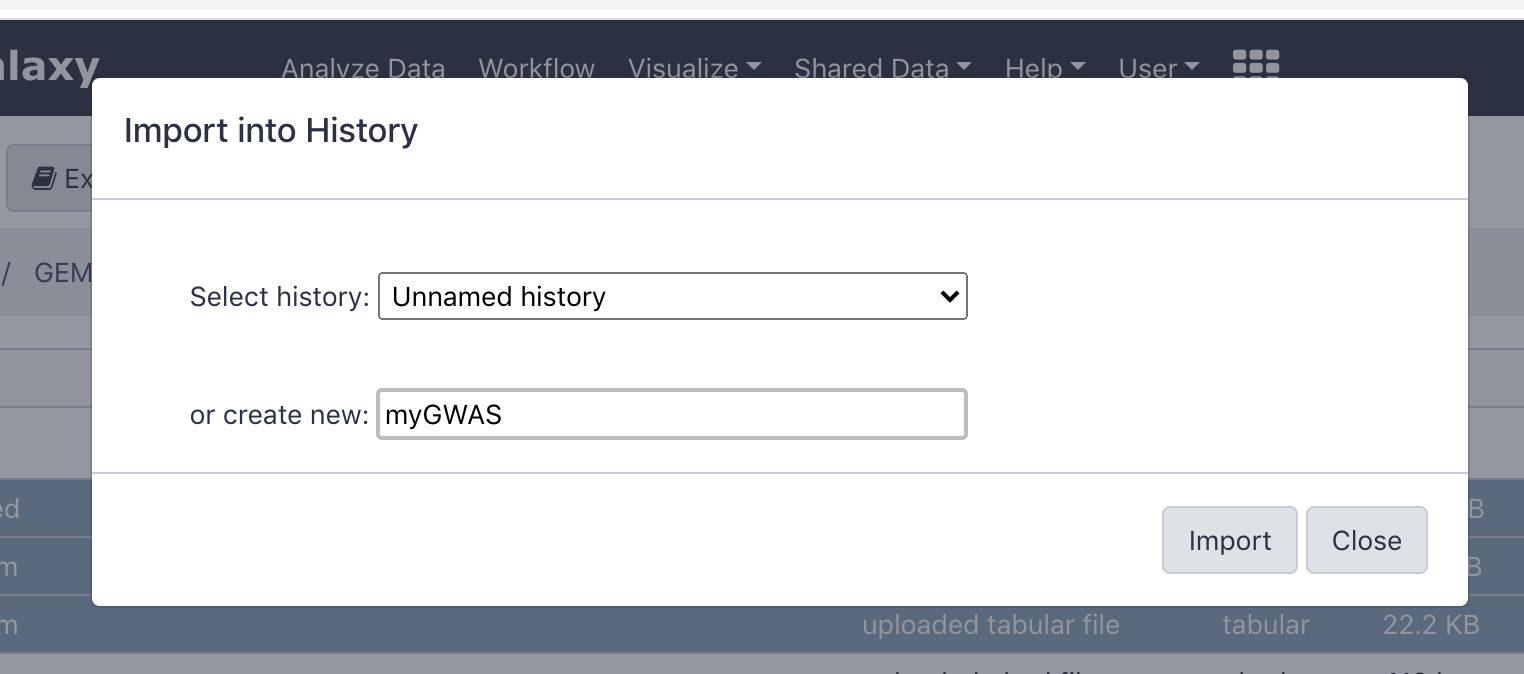 alaxy Analyze Data Workflow Visualize Shared Data Help User
Import into History
Ex
/ GEM
Select history: Unnamed history
or create new: myGWAS
ed B
Import Close
m B
m uploaded tabular file tabular 22.2 KB